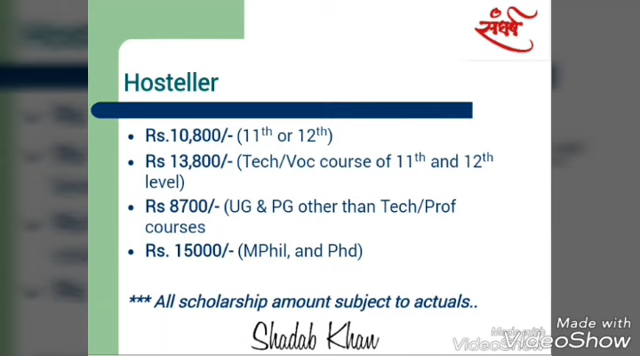 संघर्ष
Hosteller
• Rs.10,800/- (11th or 12th)
• Rs 13,800/- (Tech/Voc course of 11th and 12th
level)
• Rs 8700/- (UG & PG other than Tech/Prof
courses
• Rs. 15000/- (MPhil, and Phd)
*** All scholarship amount subject to actuals..
Shadab Khan
Made with
VideoShow